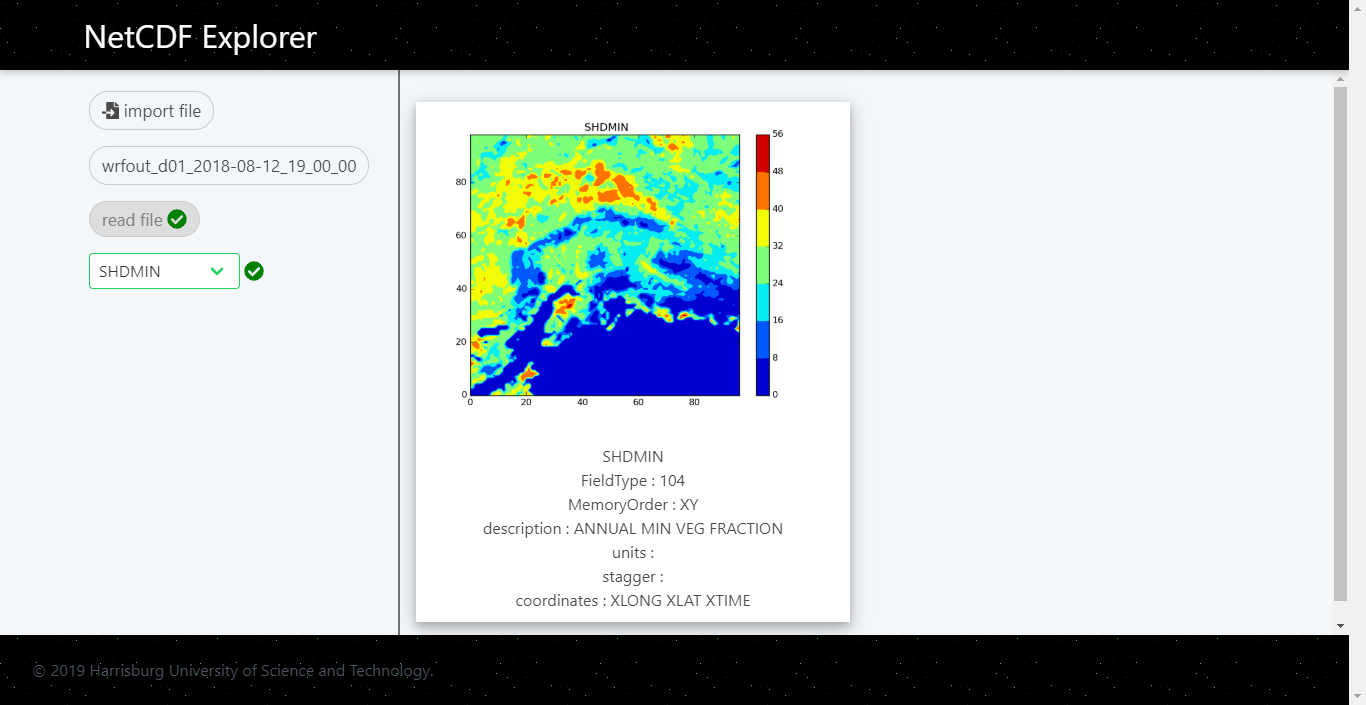 NetCDF Explorer
import file
wrfout_d01_2018-08-12_19_00_00
read file
SHDMIN
SHDMIN
80
60
40
20
0
0 20 40 60 80
56
48
40
32
24
16
8
0
SHDMIN
FieldType : 104
MemoryOrder : XY
description : ANNUAL MIN VEG FRACTION
units :
stagger :
coordinates : XLONG XLAT XTIME
© 2019 Harrisburg University of Science and Technology.